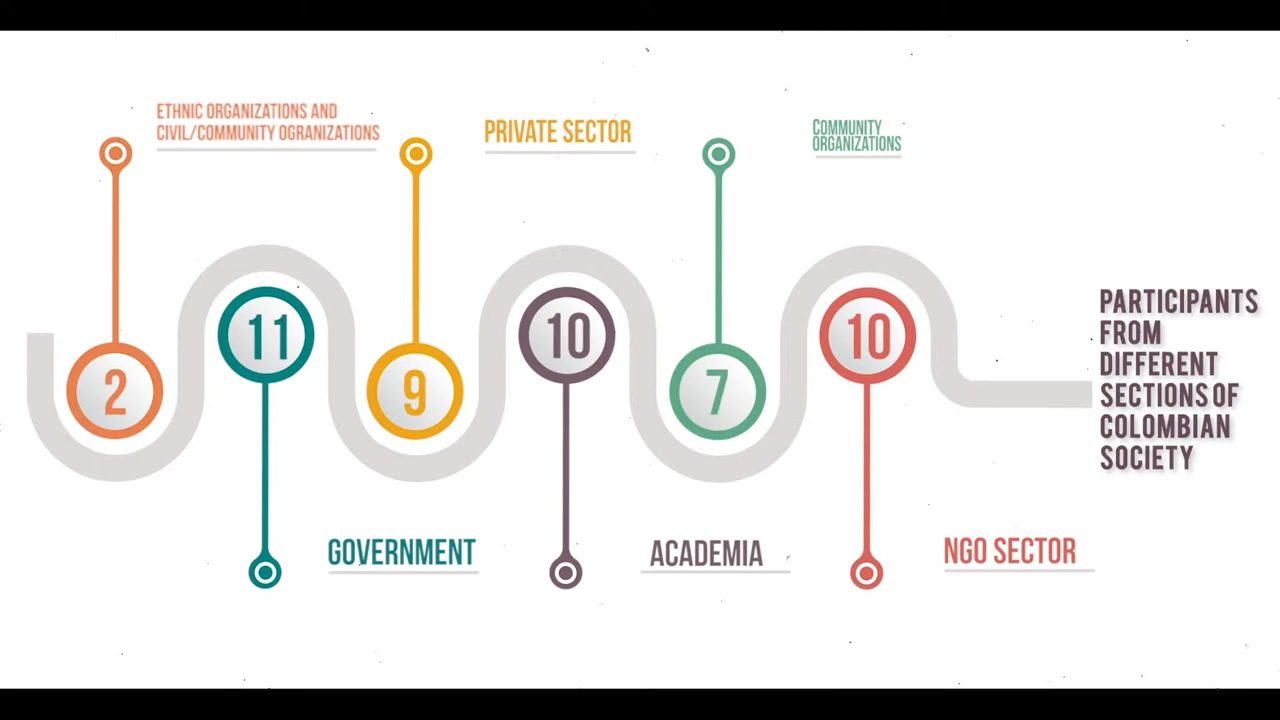 ETHNIC ORGANIZATIONS AND
CIVIL/COMMUNITY OGRANIZATIONS
PRIVATE SECTOR
COMMUNITY
ORGANIZATIONS
2
11
9
10
7
10
PARTICIPANTS
FROM
DIFFERENT
SECTIONS OF
COLOMBIAN
SOCIETY
GOVERNMENT
ACADEMIA
NGO SECTOR